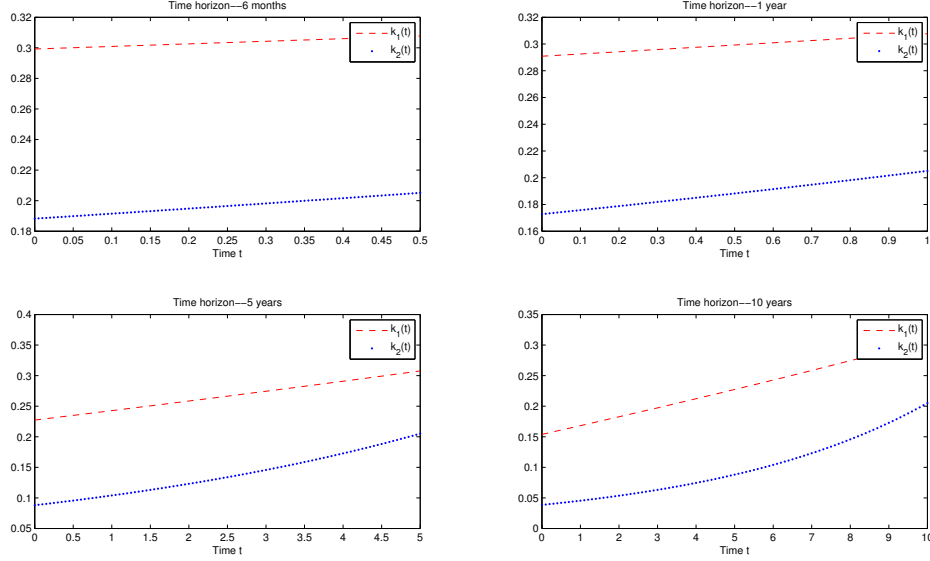 Time horizon−−6 months
0.32
0.3
0.28
0.26
0.24
0.22
0.2
0.18
0 0.05 0.1 0.15 0.2 0.25 0.3 0.35 0.4 0.45 0.5
Time t
k1(t)
k2(t)
Time horizon−−1 year
0.32
0.3
0.28
0.26
0.24
0.22
0.2
0.18
0.16
0 0.1 0.2 0.3 0.4 0.5 0.6 0.7 0.8 0.9 1
Time t
k1(t)
k2(t)
Time horizon−−5 years
0.4
0.35
0.3
0.25
0.2
0.15
0.1
0.05
0 0.5 1 1.5 2 2.5 3 3.5 4 4.5 5
Time t
k1(t)
k2(t)
Time horizon−−10 years
0.35
0.3
0.25
0.2
0.15
0.1
0.05
0
0 1 2 3 4 5 6 7 8 9 10
Time t
k1(t)
k2(t)